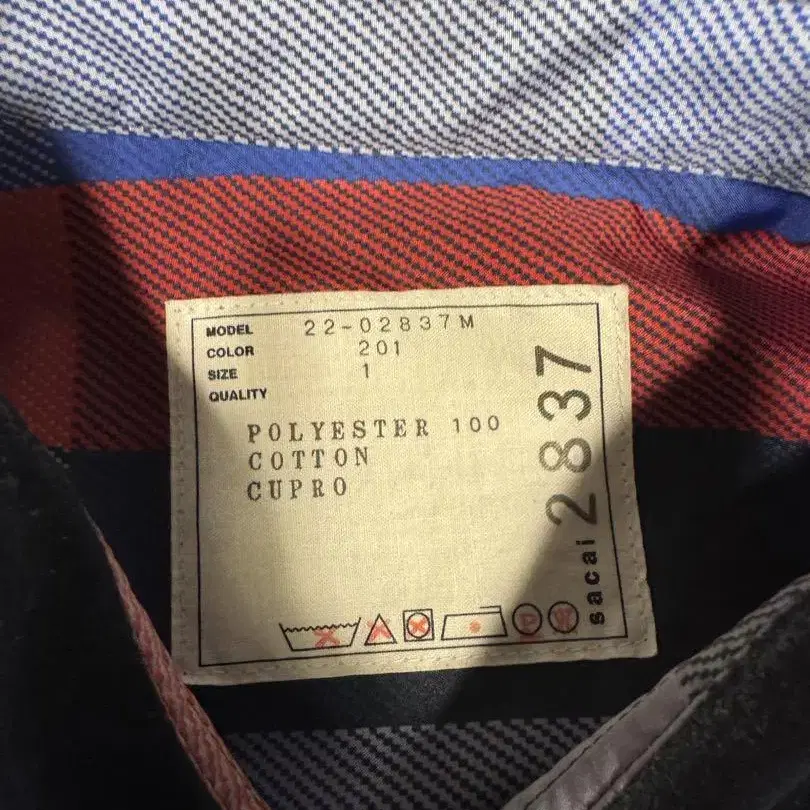 MODEL 22-02837M
COLOR 201
SIZE 1
QUALITY
POLYESTER 100
COTTON
CUPRO
sacai 2837
P W